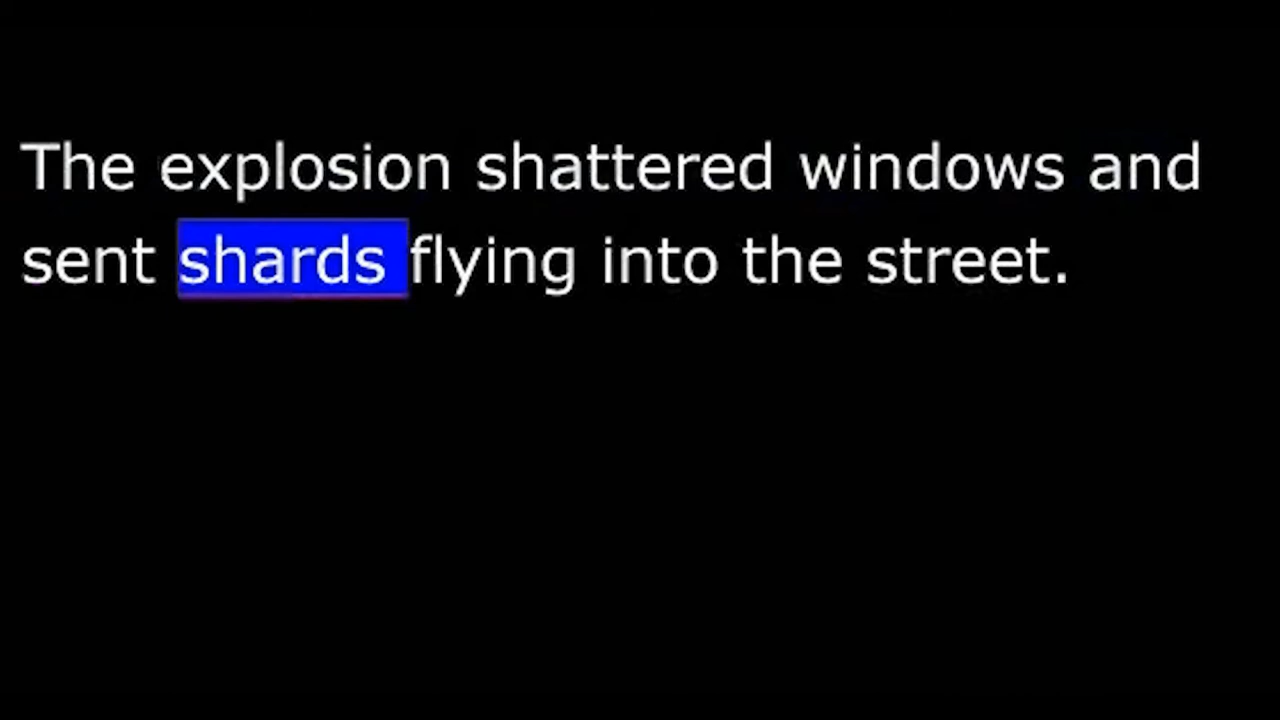 The explosion shattered windows and
sent shards flying into the street.